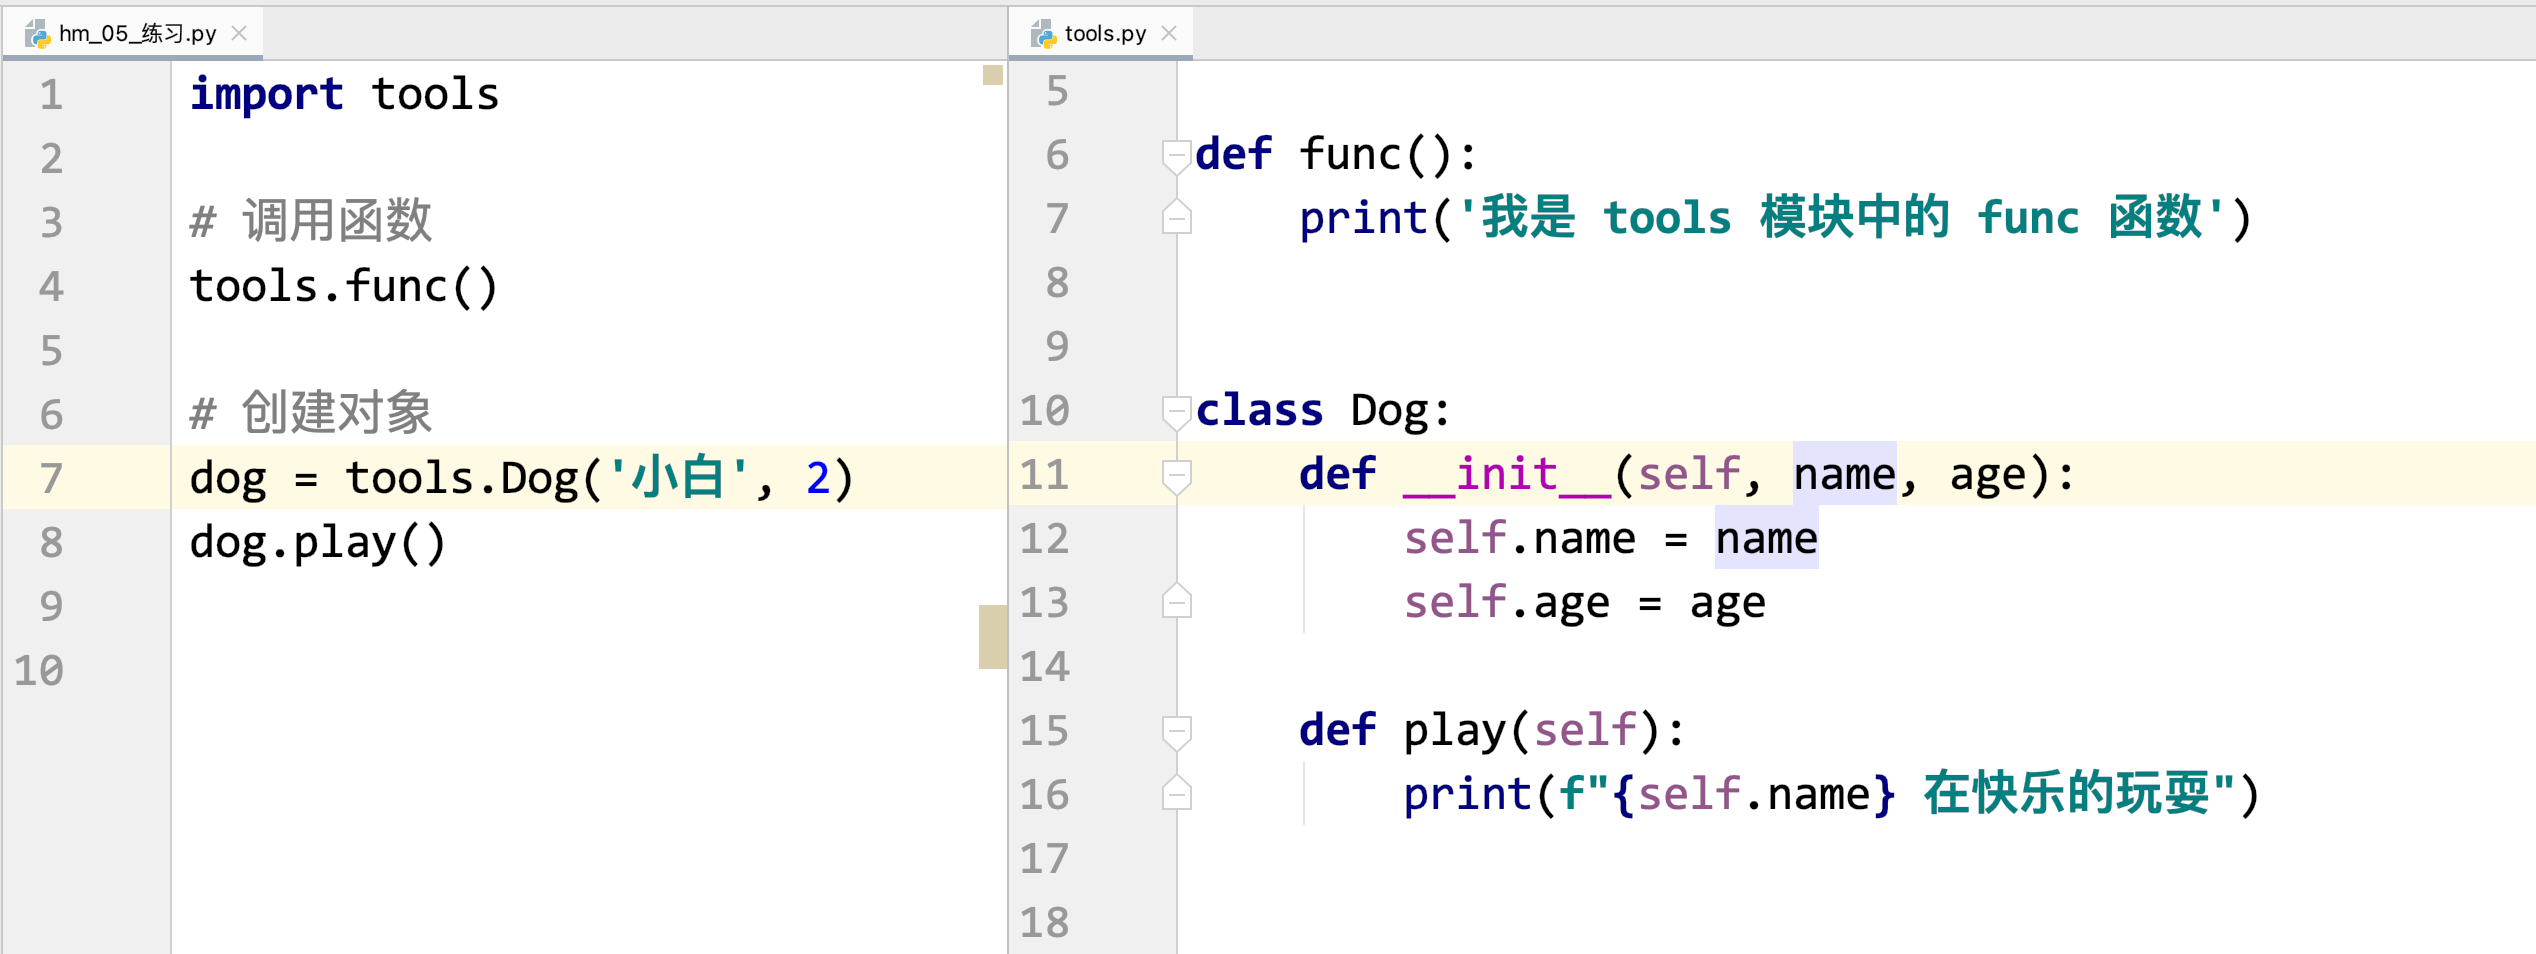 hm_05_练习.py
1 import tools
2
3 # 调用函数
4 tools.func()
5
6 # 创建对象
7 dog = tools.Dog('小白', 2)
8 dog.play()
9
10
tools.py
5
6 def func():
7     print('我是 tools 模块中的 func 函数')
8
9
10 class Dog:
11     def __init__(self, name, age):
12         self.name = name
13         self.age = age
14
15     def play(self):
16         print(f"{self.name} 在快乐的玩耍")
17
18